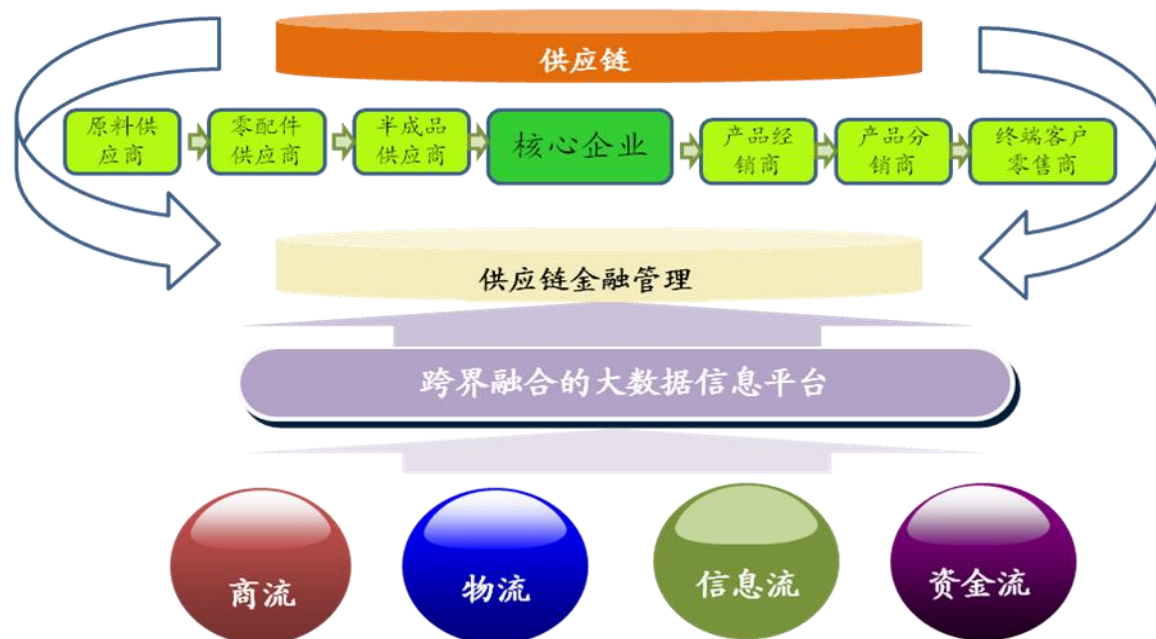 供应链
原料供
应商
零配件
供应商
半成品
供应商
核心企业
产品经
销商
产品分
销商
终端客户
零售商
供应链金融管理
跨界融合的大数据信息平台
商流
物流
信息流
资金流